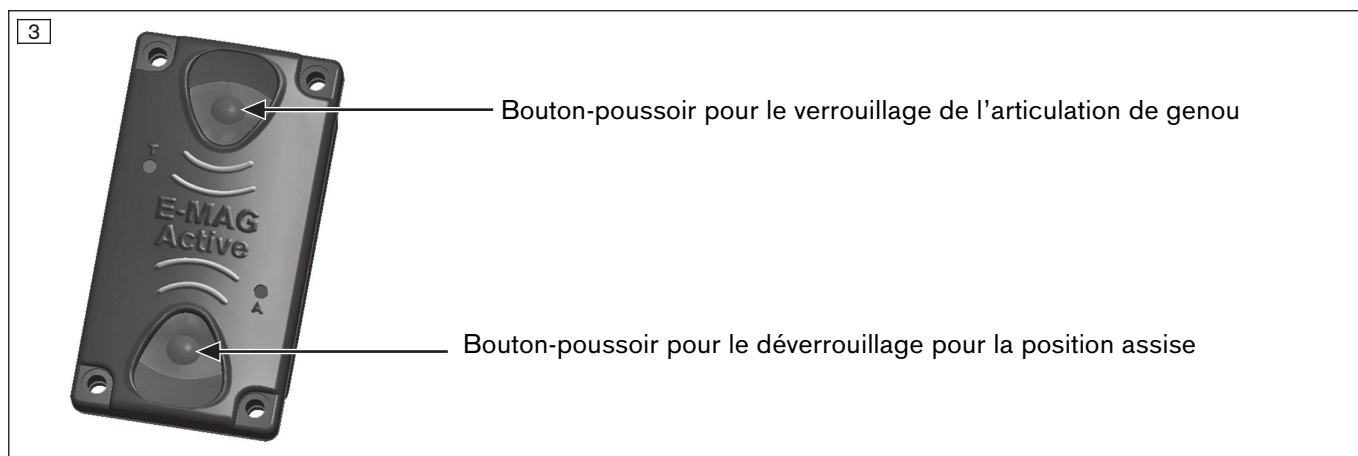 3
Bouton-poussoir pour le verrouillage de l’articulation de genou
T
E-MAG
Active
A
Bouton-poussoir pour le déverrouillage pour la position assise